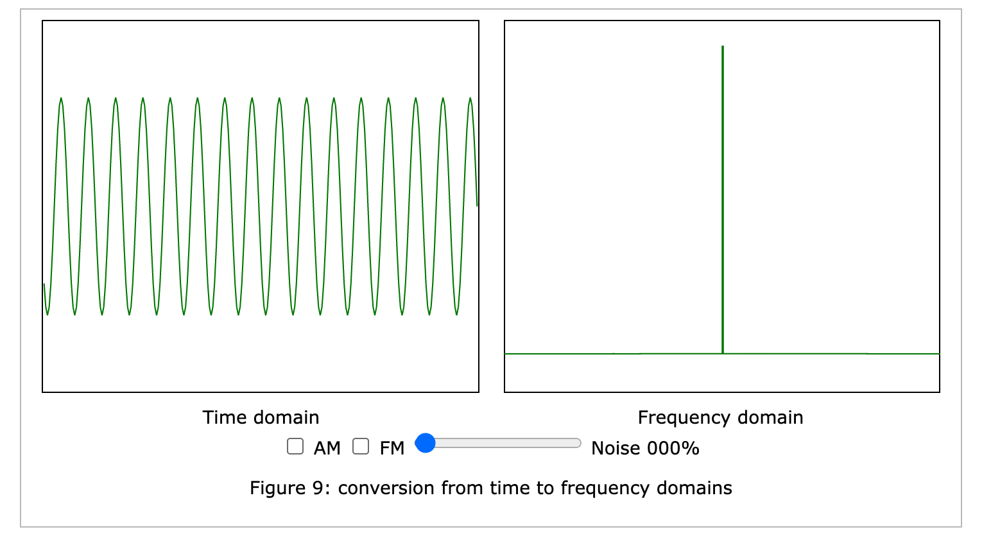 Time domain
Frequency domain
AM FM Noise 000%
Figure 9: conversion from time to frequency domains